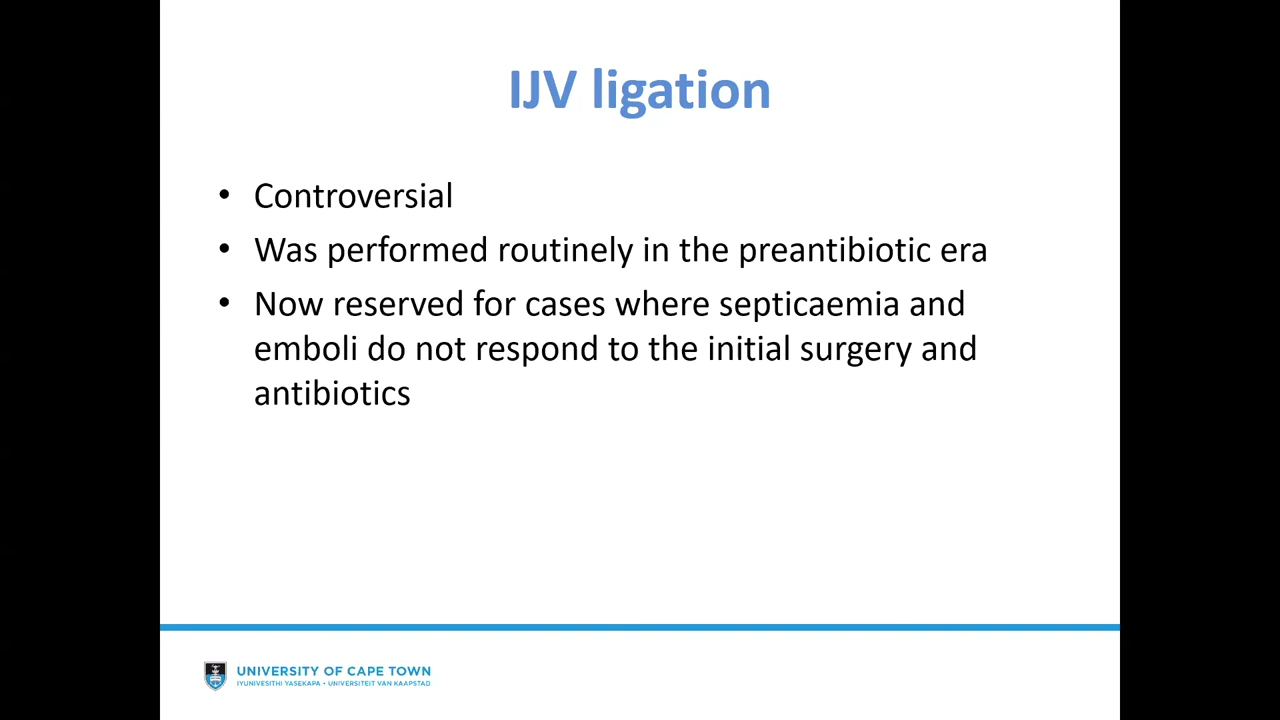 IJV ligation
• Controversial
• Was performed routinely in the preantibiotic era
• Now reserved for cases where septicaemia and
emboli do not respond to the initial surgery and
antibiotics
UNIVERSITY OF CAPE TOWN
IYUNIVESITHI YASEKAPA • UNIVERSITEIT VAN KAAPSTAD